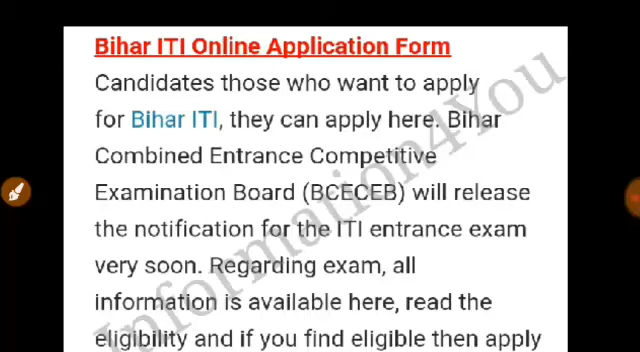 Bihar ITI Online Application Form
Candidates those who want to apply
for Bihar ITI, they can apply here. Bihar
Combined Entrance Competitive
Examination Board (BCECEB) will release
the notification for the ITI entrance exam
very soon. Regarding exam, all
information is available here, read the
eligibility and if you find eligible then apply
Information4You